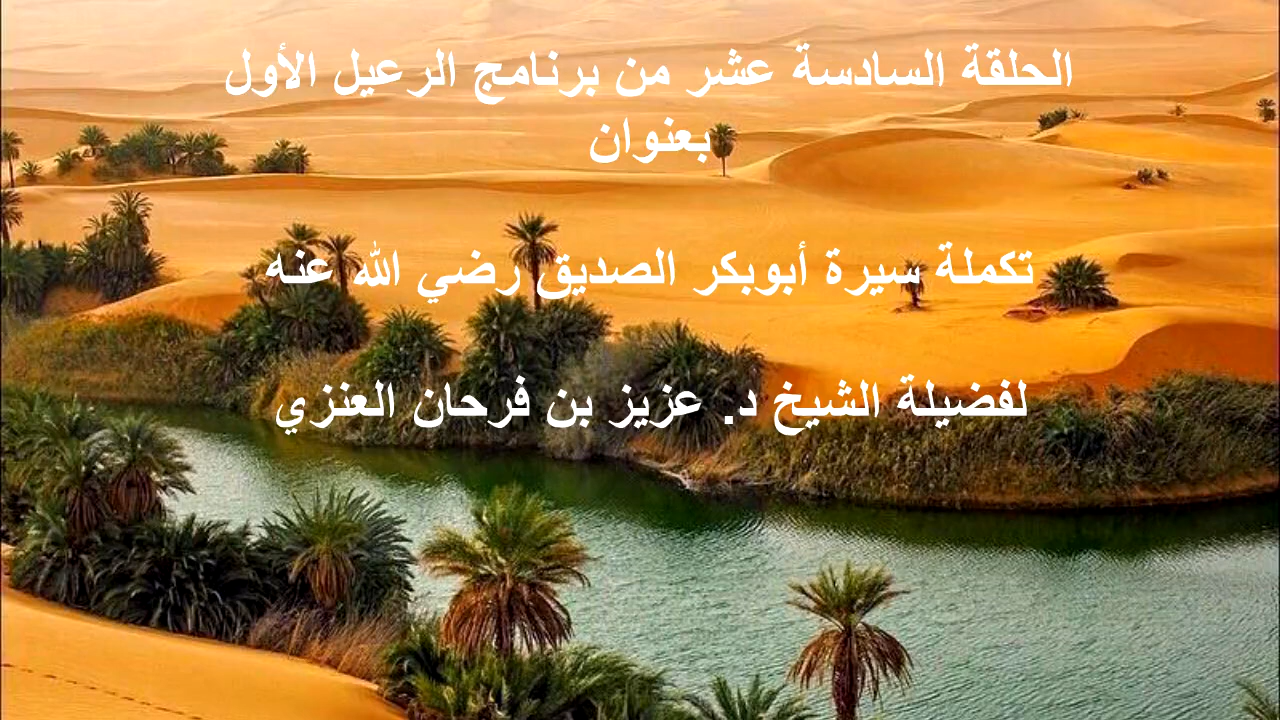 الحلقة السادسة عشر من برنامج الرعيل الأول
بعنوان
تكملة سيرة أبوبكر الصديق رضي الله عنه
لفضيلة الشيخ د. عزيز بن فرحان العنزي